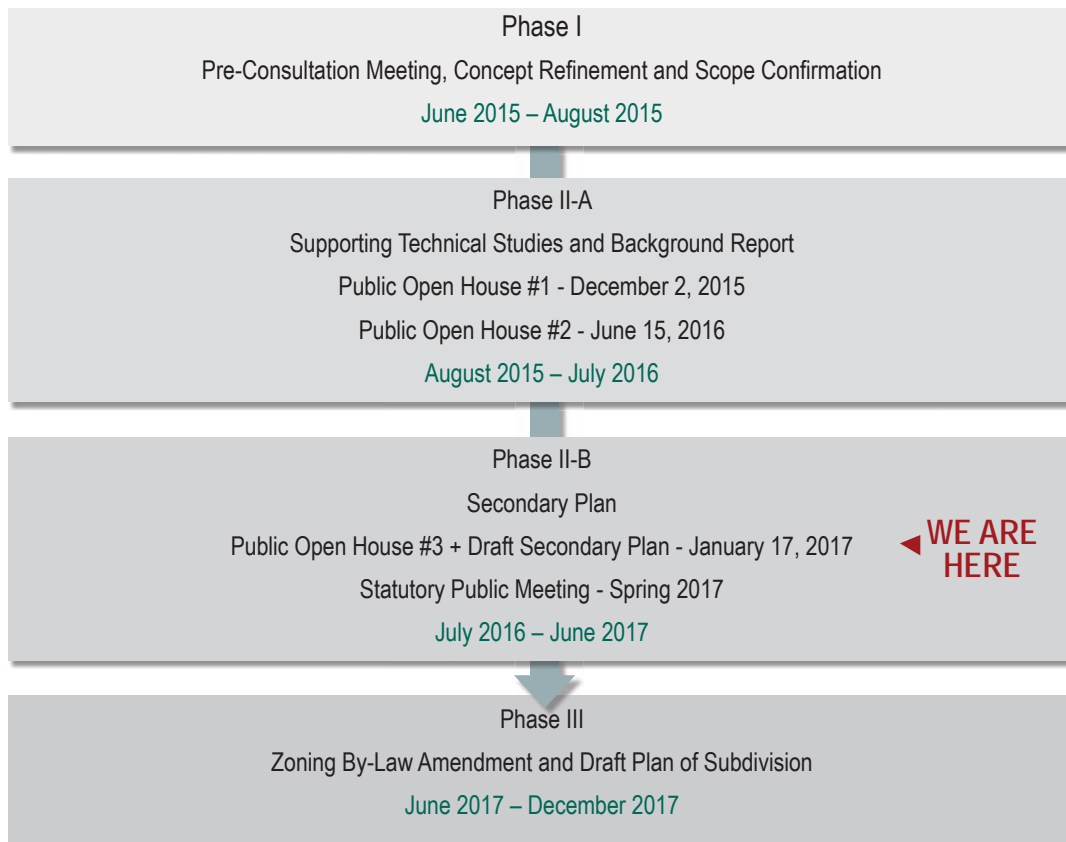 Phase I
Pre-Consultation Meeting, Concept Refinement and Scope Confirmation
June 2015 – August 2015
Phase II-A
Supporting Technical Studies and Background Report
Public Open House #1 - December 2, 2015
Public Open House #2 - June 15, 2016
August 2015 – July 2016
Phase II-B
Secondary Plan
Public Open House #3 + Draft Secondary Plan - January 17, 2017
Statutory Public Meeting - Spring 2017
July 2016 – June 2017
WE ARE
HERE
Phase III
Zoning By-Law Amendment and Draft Plan of Subdivision
June 2017 – December 2017